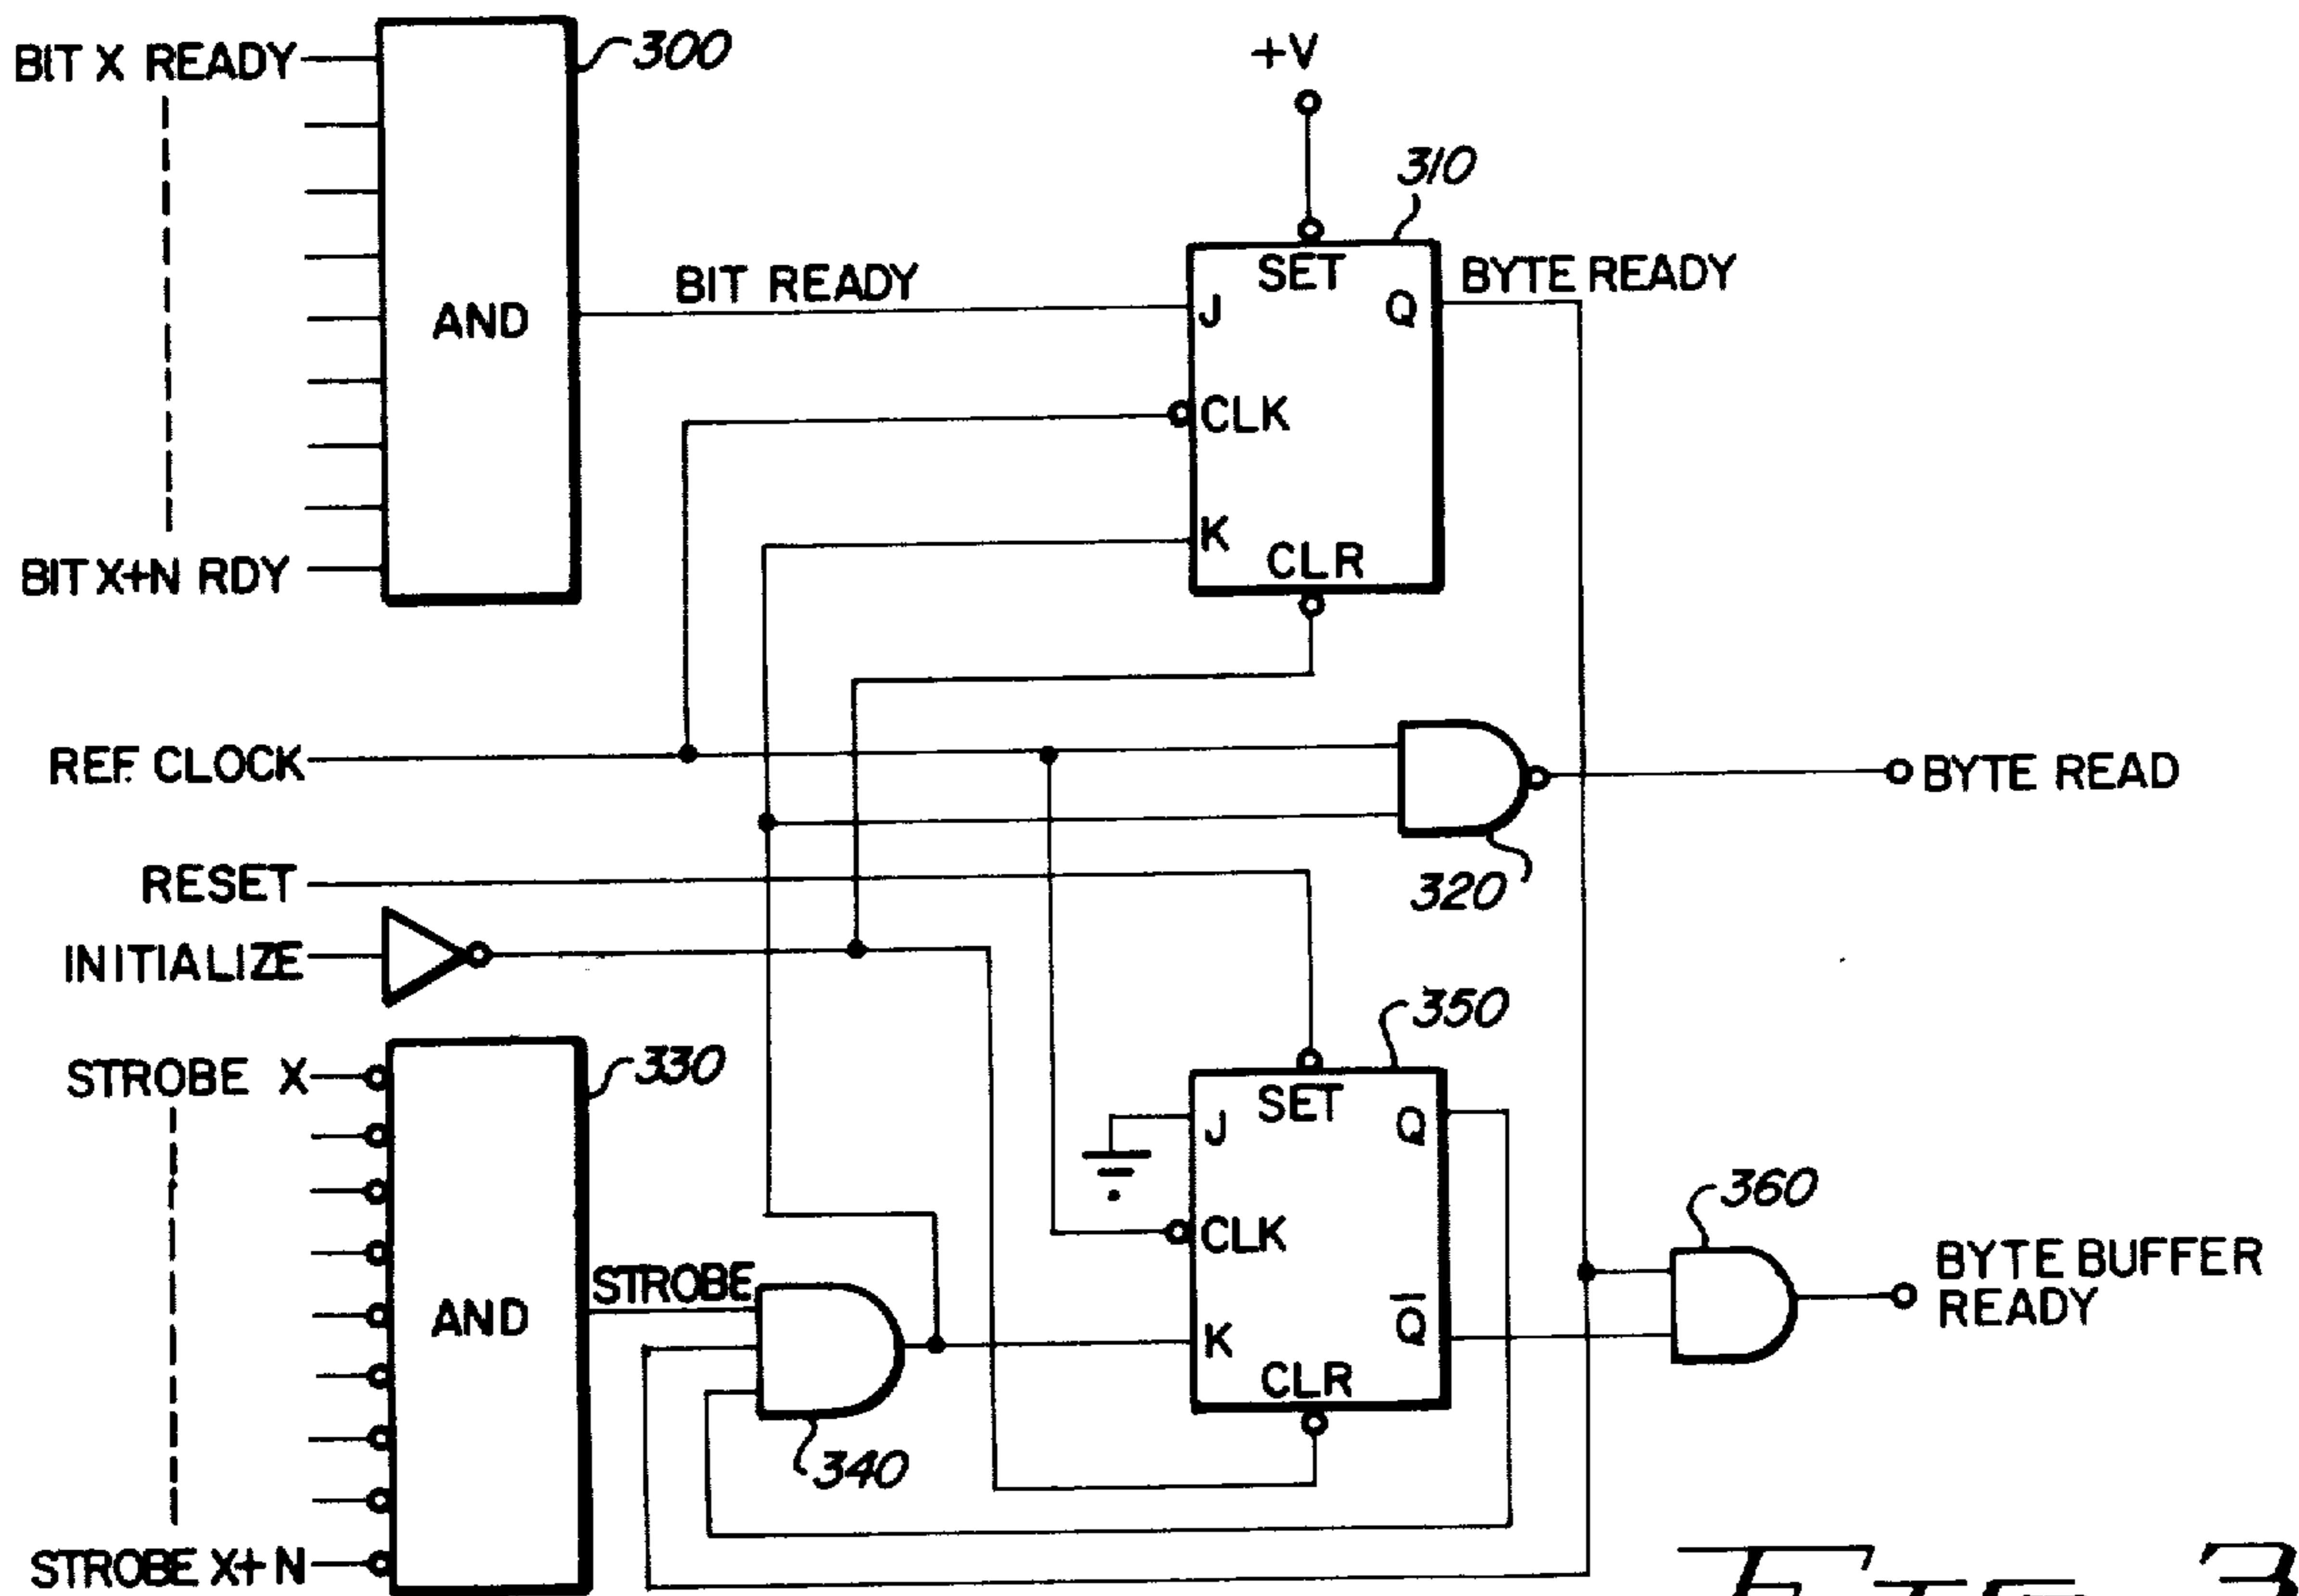 BIT X READY
300
AND
BIT X+N RDY
BIT READY
+V
310
SET
J
Q
CLK
K
CLR
BYTE READY
REF. CLOCK
BYTE READ
320
RESET
INITIALIZE
STROBE X
330
AND
STROBE X+N
STROBE
340
350
SET
J
Q
CLK
K
Q̅
CLR
360
BYTE BUFFER
READY